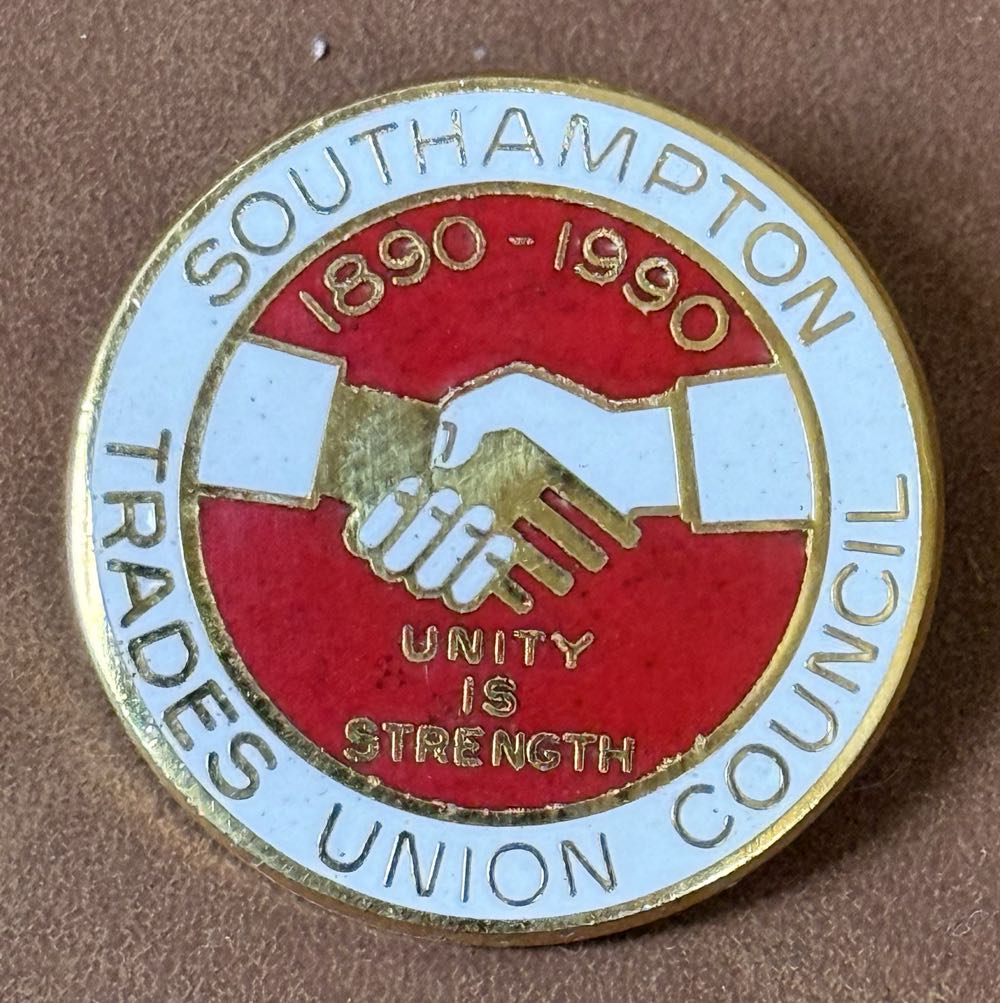 SOUTHAMPTON
1890 - 1990
UNITY
IS
STRENGTH
TRADES UNION COUNCIL